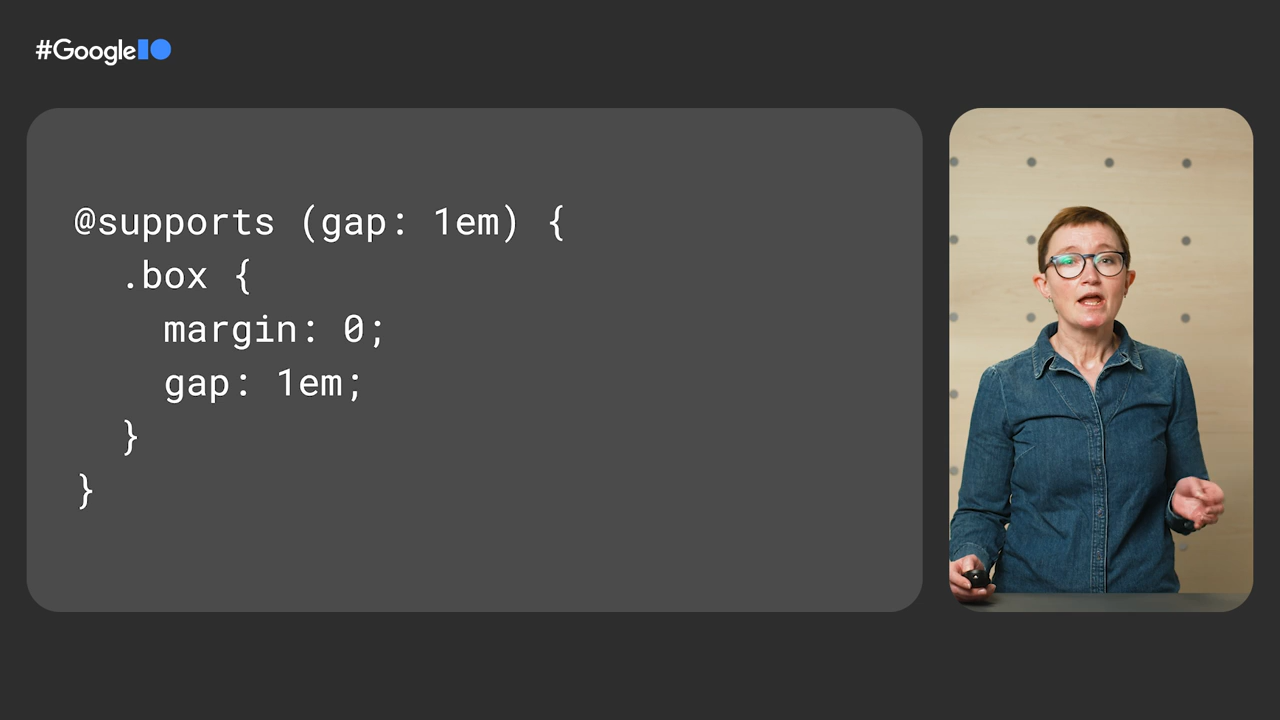 #GoogleIO
@supports (gap: 1em) {
  .box {
    margin: 0;
    gap: 1em;
  }
}